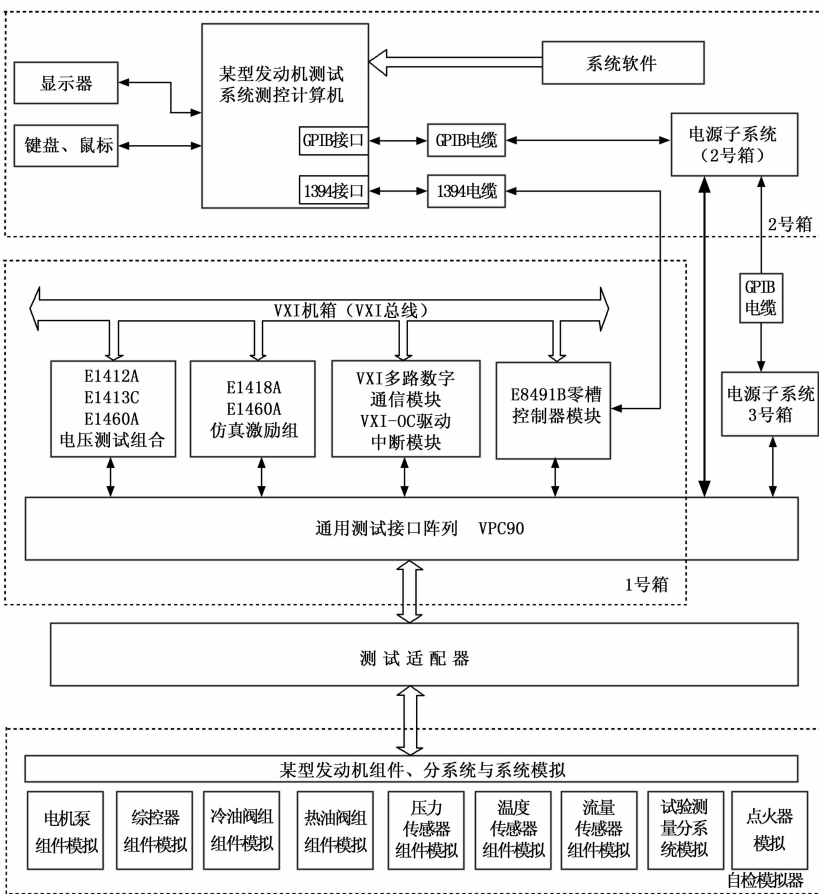 某型发动机测试
系统测控计算机
系统软件
显示器
键盘、鼠标
GPIB接口
GPIB电缆
电源子系统
(2号箱)
1394接口
1394电缆
2号箱
GPIB
电缆
VXI机箱(VXI总线)
E1412A
E1413C
E1460A
电压测试组合
E1418A
E1460A
仿真激励组
VXI多路数字
通信模块
VXI-OC驱动
中断模块
E8491B零槽
控制器模块
电源子系统
3号箱
通用测试接口阵列 VPC90
1号箱
测试适配器
某型发动机组件、分系统与系统模拟
电机泵
组件模拟
综控器
组件模拟
冷油阀组
组件模拟
热油阀组
组件模拟
压力
传感器
组件模拟
温度
传感器
组件模拟
流量
传感器
组件模拟
试验测
量分系
统模拟
点火器
模拟
自检模拟器